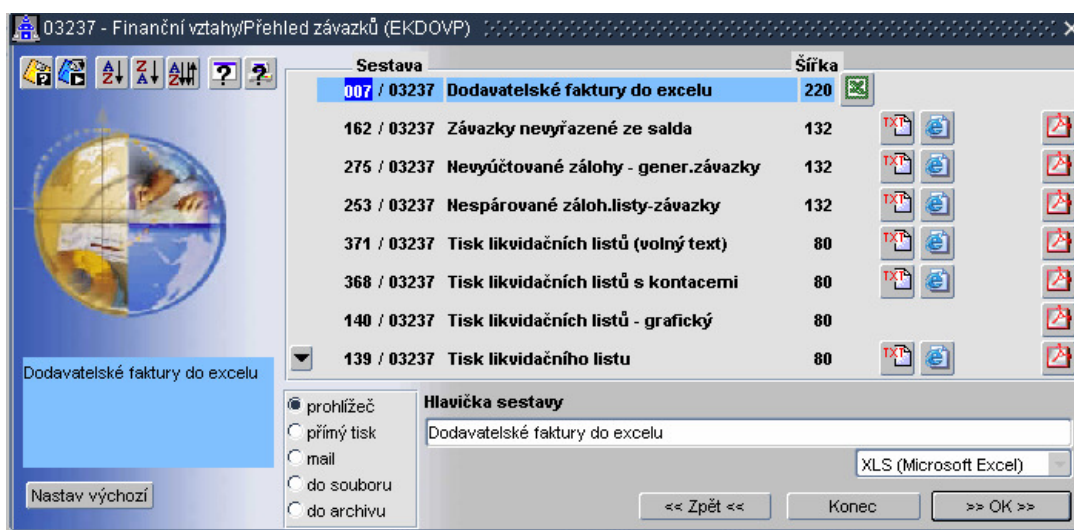 03237 - Finanční vztahy/Přehled závazků (EKDOVP)
Sestava Šířka
007 / 03237 Dodavatelské faktury do excelu 220
162 / 03237 Závazky nevyřazené ze salda 132
275 / 03237 Nevyúčtované zálohy - gener.závazky 132
253 / 03237 Nespárované záloh.listy-závazky 132
371 / 03237 Tisk likvidačních listů (volný text) 80
368 / 03237 Tisk likvidačních listů s kontacemi 80
140 / 03237 Tisk likvidačních listů - grafický 80
139 / 03237 Tisk likvidačního listu 80
Dodavatelské faktury do excelu
Nastav výchozí
prohlížeč
přímý tisk
mail
do souboru
do archivu
Hlavička sestavy
Dodavatelské faktury do excelu
XLS (Microsoft Excel)
<< Zpět << Konec >> OK >>